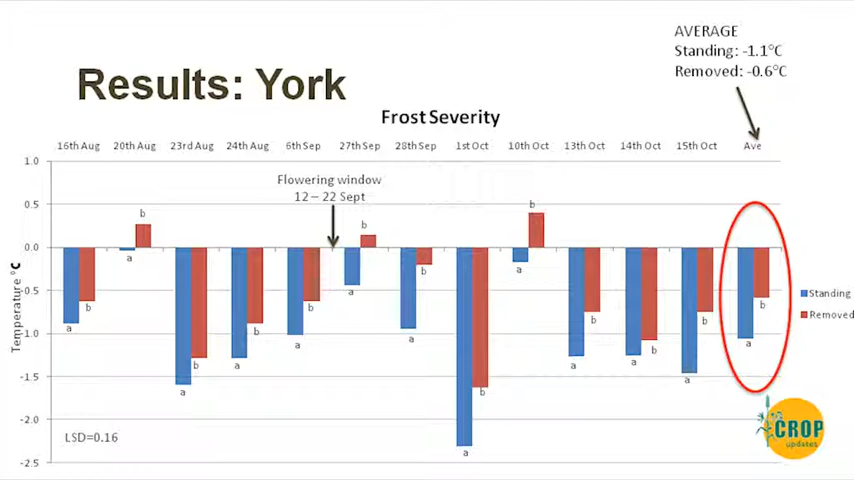 AVERAGE
Standing: -1.1°C
Removed: -0.6°C
Results: York
Frost Severity
16th Aug 20th Aug 23rd Aug 24th Aug 6th Sep 27th Sep 28th Sep 1st Oct 10th Oct 13th Oct 14th Oct 15th Oct Ave
1.0
0.5
0.0
-0.5
-1.0
-1.5
-2.0
-2.5
Temperature °C
Flowering window
12 – 22 Sept
a b
a b
a b
a b
a b
a b
a b
a b
a b
a b
a b
a b
a b
Standing
Removed
LSD=0.16
CROP
updates